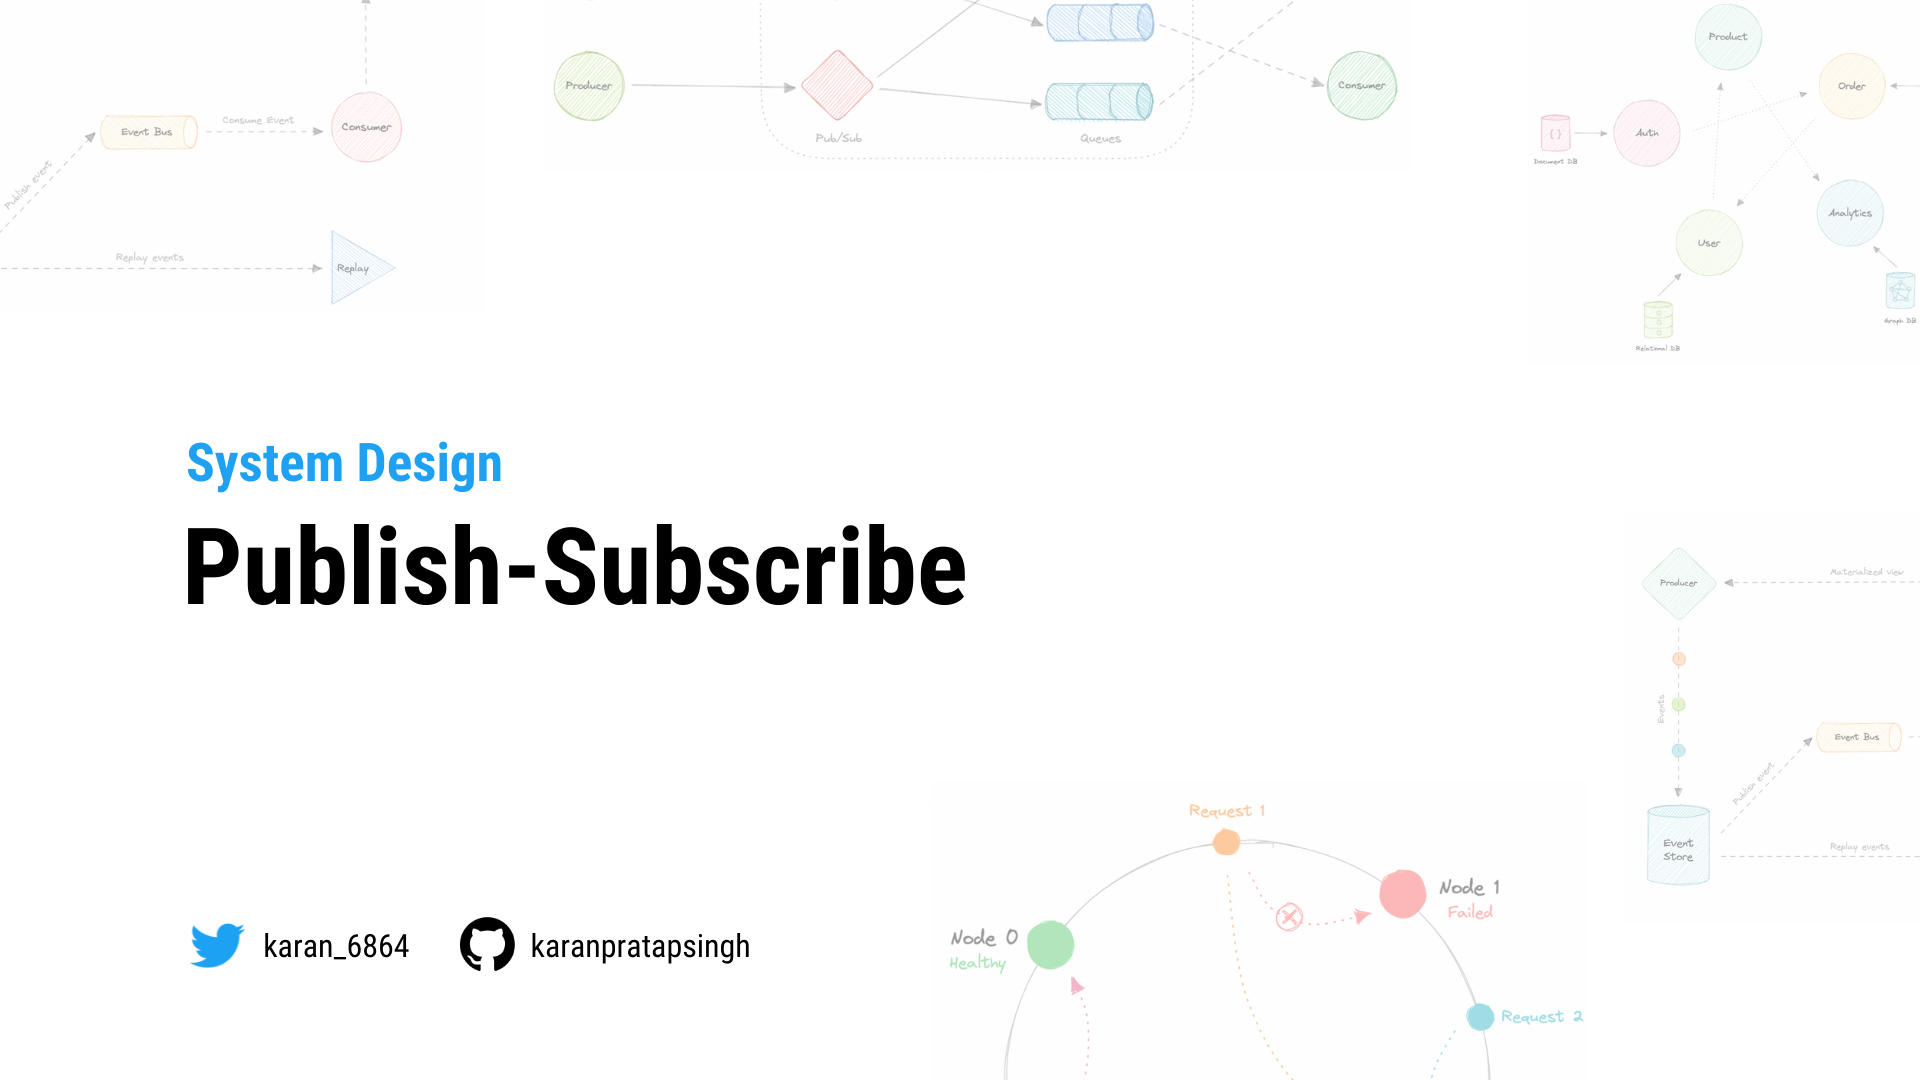 Event Bus
Consume Event
Consumer
Publish event
Replay events
Replay
Producer
Pub/Sub
Queues
Consumer
Product
Order
{ }
Document DB
Auth
Analytics
User
Graph DB
Relational DB
System Design
Publish-Subscribe
karan_6864
karanpratapsingh
Producer
Materialized view
Events
Event Bus
Publish event
Event
Store
Replay events
Request 1
Node 1
Failed
Node 0
Healthy
Request 2